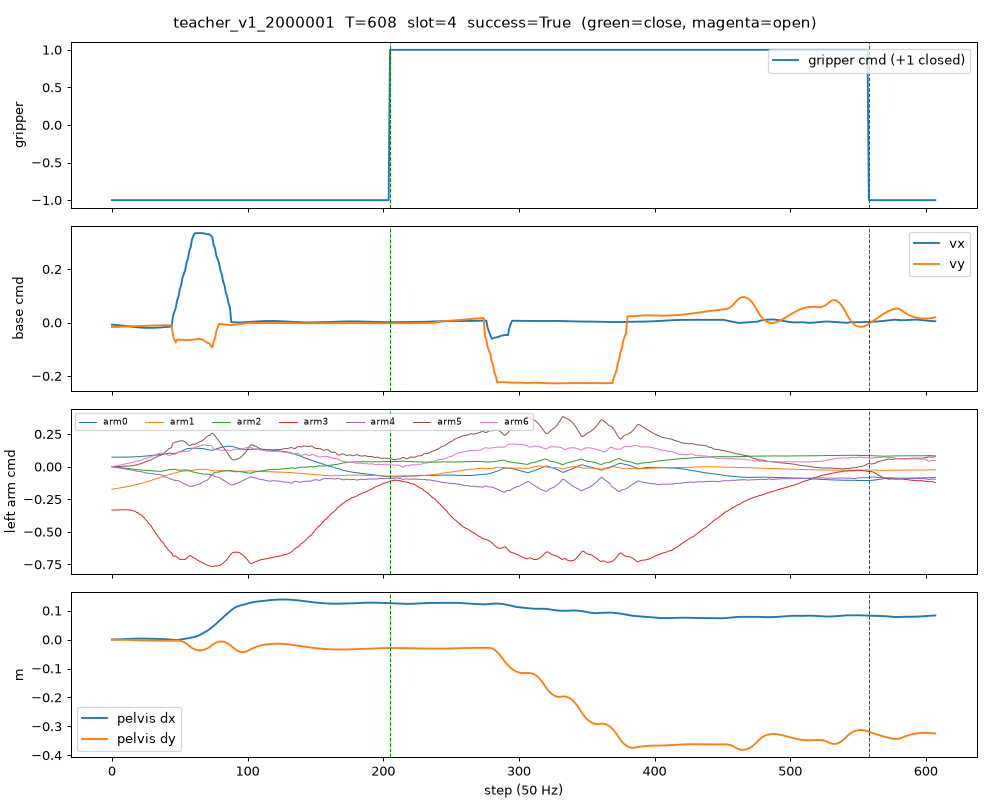 teacher_v1_2000001  T=608  slot=4  success=True  (green=close, magenta=open)
1.0
0.5
0.0
−0.5
−1.0
gripper
gripper cmd (+1 closed)
0.2
0.0
−0.2
base cmd
vx
vy
0.25
0.00
−0.25
−0.50
−0.75
left arm cmd
arm0 arm1 arm2 arm3 arm4 arm5 arm6
0.1
0.0
−0.1
−0.2
−0.3
−0.4
m
pelvis dx
pelvis dy
0 100 200 300 400 500 600
step (50 Hz)